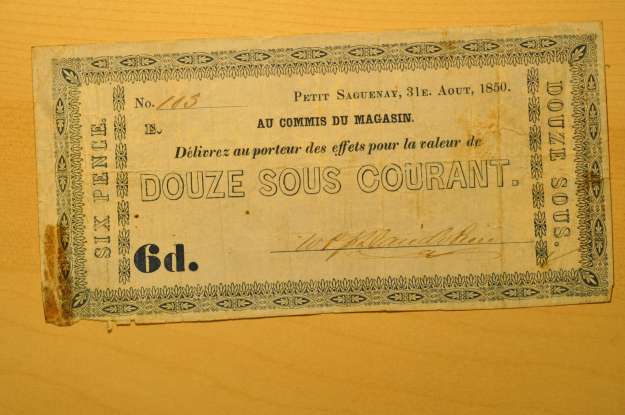 SIX PENCE.
No. 113 PETIT SAGUENAY, 31E. AOUT, 1850.
E.
AU COMMIS DU MAGASIN.
Délivrez au porteur des effets pour la valeur de
DOUZE SOUS COURANT.
6d.
DOUZE SOUS.